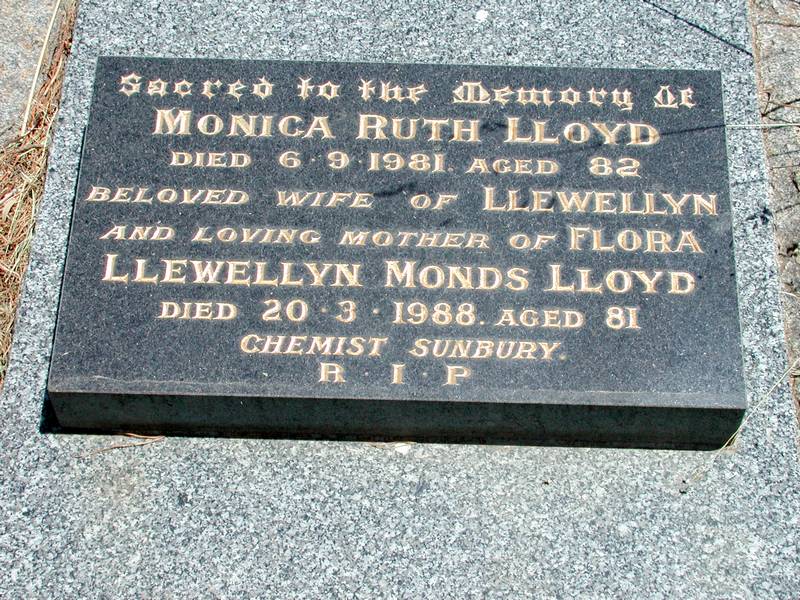 Sacred to the Memory Of
MONICA RUTH LLOYD
DIED 6·9·1981. AGED 82
BELOVED WIFE OF LLEWELLYN
AND LOVING MOTHER OF FLORA
LLEWELLYN MONDS LLOYD
DIED 20·3·1988. AGED 81
CHEMIST SUNBURY.
R·I·P